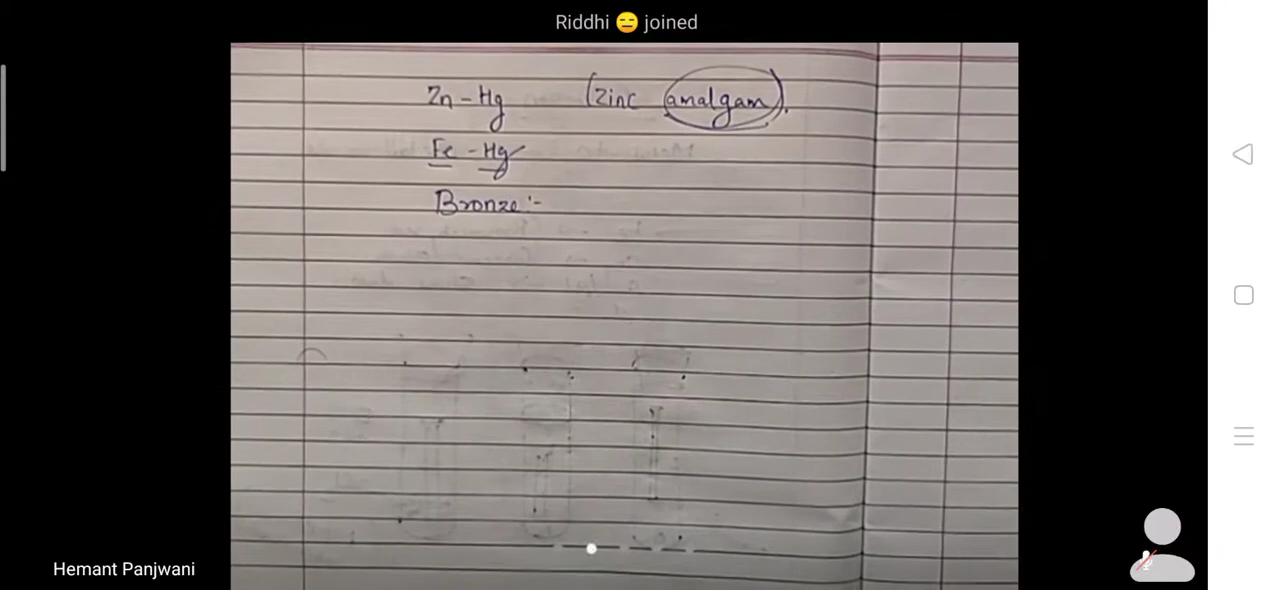 Riddhi 😑 joined
Zn - Hg (Zinc amalgam).
Fe - Hg
Bronze :-
Hemant Panjwani